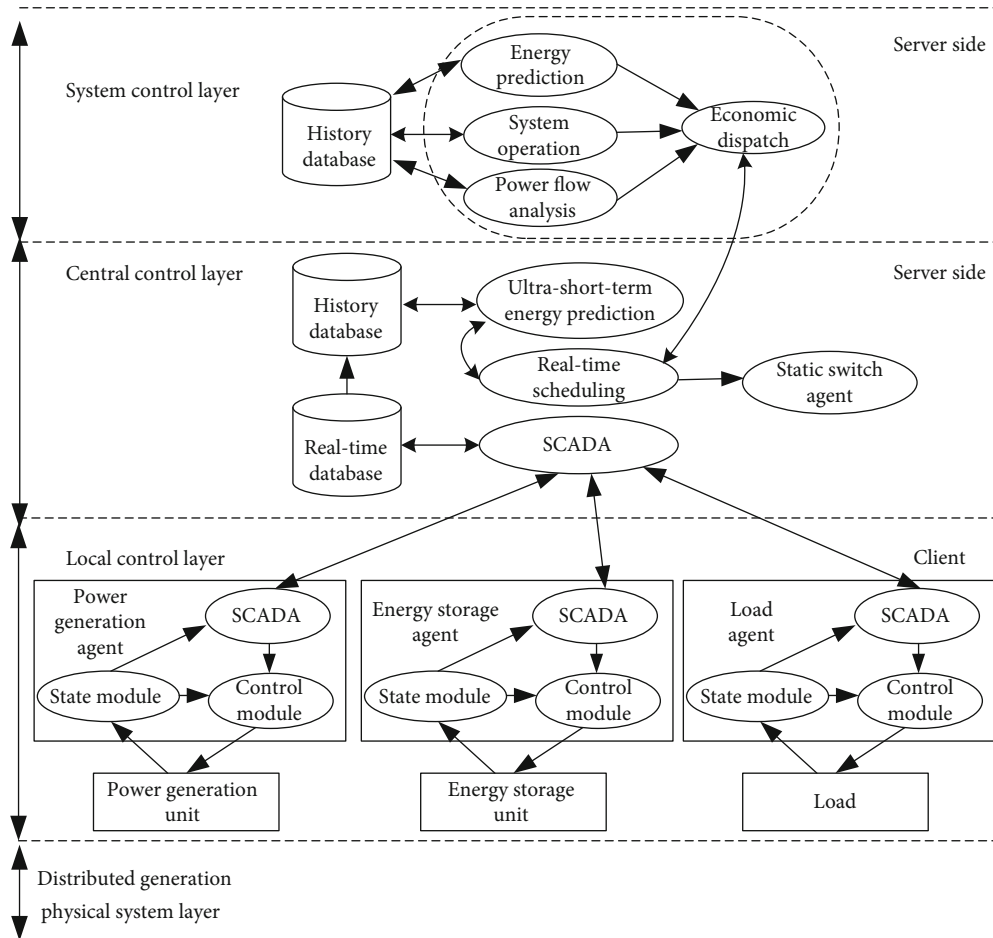 Server side
System control layer
Energy
prediction
History
database
System
operation
Economic
dispatch
Power flow
analysis
Central control layer
Server side
History
database
Ultra-short-term
energy prediction
Real-time
scheduling
Static switch
agent
Real-time
database
SCADA
Local control layer
Client
Power
generation
agent
SCADA
State module
Control
module
Power generation
unit
Energy storage
agent
SCADA
State module
Control
module
Energy storage
unit
Load
agent
SCADA
State module
Control
module
Load
Distributed generation
physical system layer